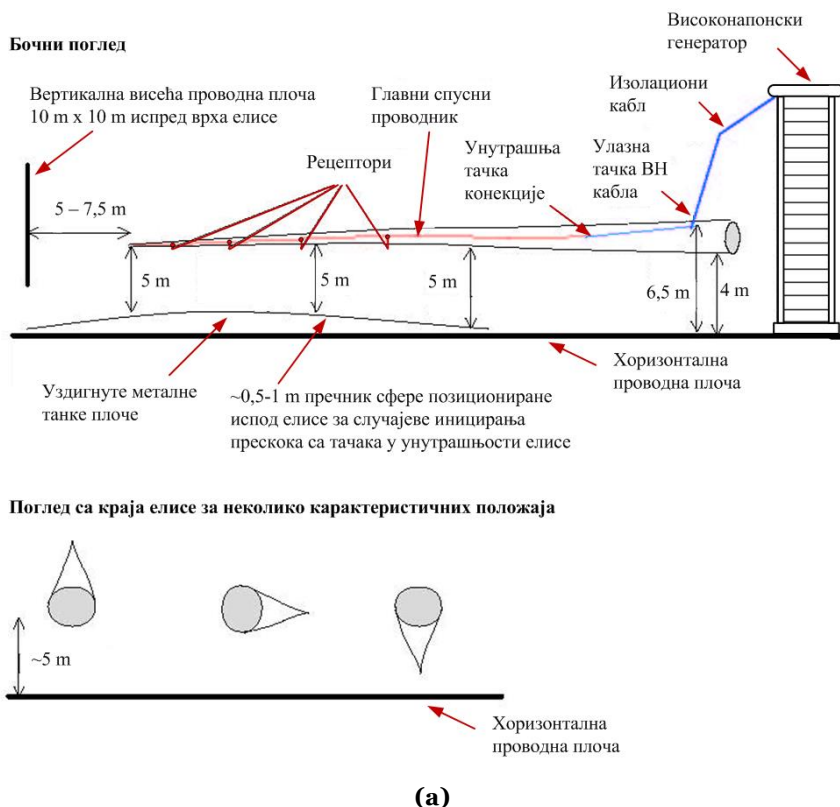 Бочни поглед
Високонапонски
генератор
Изолациони
кабл
Вертикална висећа проводна плоча
10 m x 10 m испред врха елисе
Главни спусни
проводник
Унутрашња
тачка
конекције
Улазна
тачка ВН
кабла
Рецептори
5 – 7,5 m
5 m
5 m
5 m
6,5 m
4 m
Хоризонтална
проводна плоча
Уздигнуте металне
танке плоче
~0,5-1 m пречник сфере позициониране
испод елисе за случајеве иницирања
прескока са тачака у унутрашњости елисе
Поглед са краја елисе за неколико карактеристичних положаја
~5 m
Хоризонтална
проводна плоча
(а)